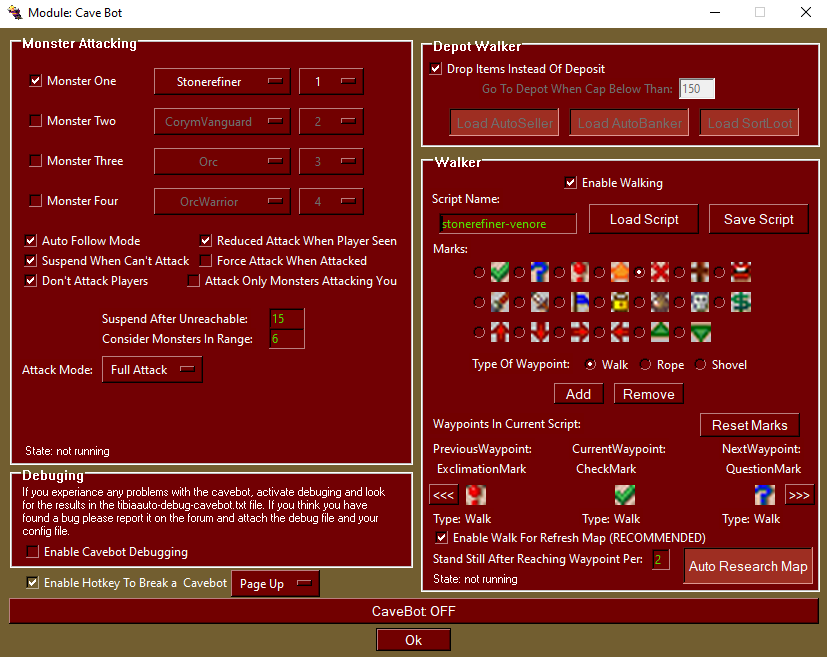 Module: Cave Bot
Monster Attacking
Monster One
Stonerefiner
1
Monster Two
CorymVanguard
2
Monster Three
Orc
3
Monster Four
OrcWarrior
4
Auto Follow Mode
Reduced Attack When Player Seen
Suspend When Can't Attack
Force Attack When Attacked
Don't Attack Players
Attack Only Monsters Attacking You
Suspend After Unreachable:
15
Consider Monsters In Range:
6
Attack Mode:
Full Attack
State: not running
Debuging
If you experiance any problems with the cavebot, activate debuging and look
for the results in the tibiaauto-debug-cavebot.txt file. If you think you have
found a bug please report it on the forum and attach the debug file and your
config file.
Enable Cavebot Debugging
Enable Hotkey To Break a Cavebot
Page Up
Depot Walker
Drop Items Instead Of Deposit
Go To Depot When Cap Below Than:
150
Load AutoSeller
Load AutoBanker
Load SortLoot
Walker
Enable Walking
Script Name:
stonerefiner-venore
Load Script
Save Script
Marks:
Type Of Waypoint:
Walk
Rope
Shovel
Add
Remove
Waypoints In Current Script:
Reset Marks
PreviousWaypoint:
CurrentWaypoint:
NextWaypoint:
ExclimationMark
CheckMark
QuestionMark
<<<
>>>
Type: Walk
Type: Walk
Type: Walk
Enable Walk For Refresh Map (RECOMMENDED)
Stand Still After Reaching Waypoint Per:
2
Auto Research Map
State: not running
CaveBot: OFF
Ok